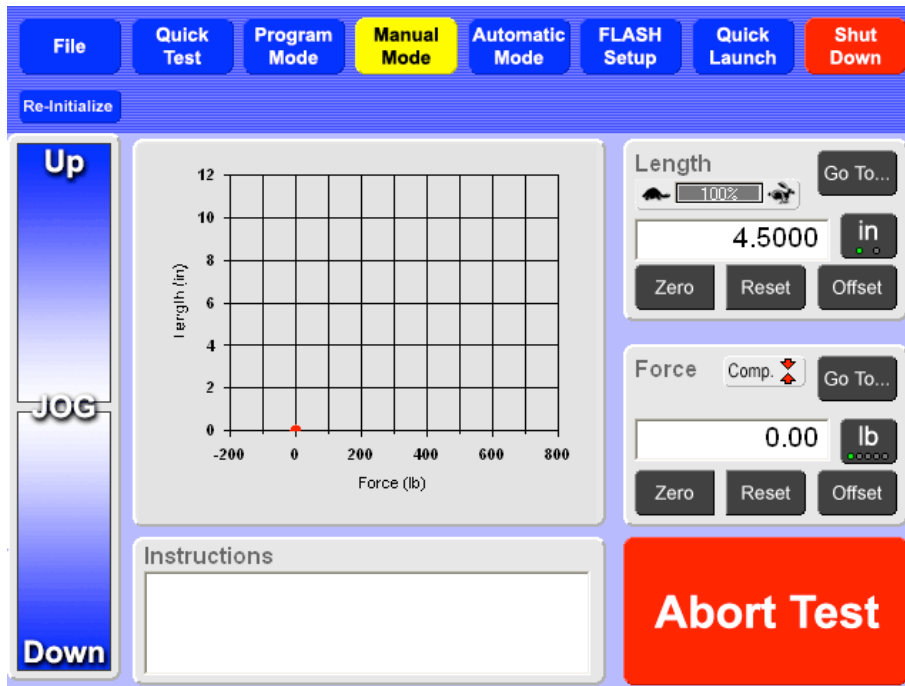 File
Quick
Test
Program
Mode
Manual
Mode
Automatic
Mode
FLASH
Setup
Quick
Launch
Shut
Down
Re-Initialize
Up
JOG
Down
Length (in)
12
10
8
6
4
2
0
-200 0 200 400 600 800
Force (lb)
Instructions
Length
Go To...
100%
4.5000
in
Zero Reset Offset
Force
Comp.
Go To...
0.00
lb
Zero Reset Offset
Abort Test